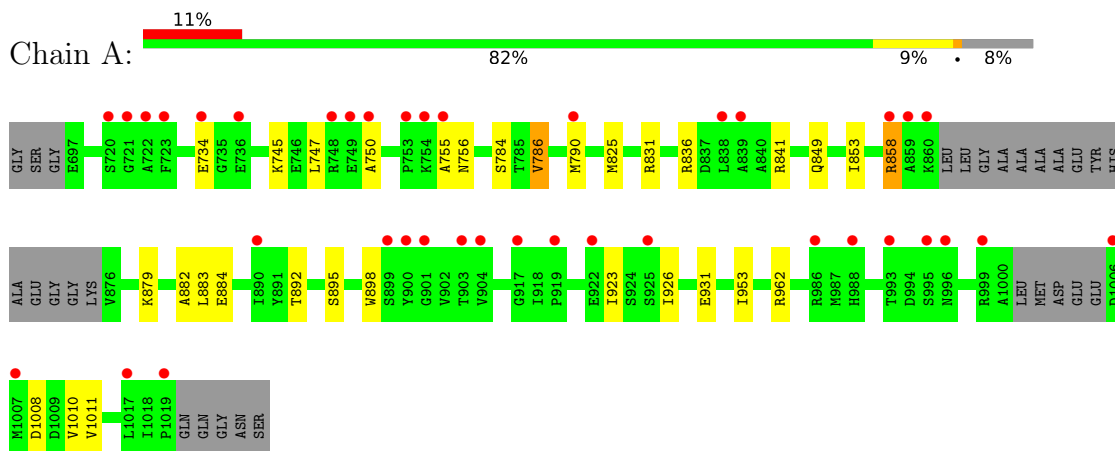 11%
Chain A:
82% 9% • 8%
GLY SER GLY E697 S720 G721 A722 F723 E734 G735 E736 K745 E746 L747 R748 E749 A750 P753 K754 A755 N756 S784 T785 V786 M790 M825 R831 R836 D837 L838 A839 A840 R841 Q849 I853 R858 A859 K860 LEU LEU GLY ALA ALA ALA ALA GLU TYR HIS
ALA GLU GLY GLY LYS V876 K879 A882 L883 E884 I890 Y891 T892 S895 W898 S899 Y900 G901 V902 T903 V904 G917 I918 P919 E922 I923 S924 S925 I926 E931 I953 R962 R986 M987 H988 T993 D994 S995 N996 R999 A1000 LEU MET ASP GLU GLU D1006
M1007 D1008 D1009 V1010 V1011 L1017 I1018 P1019 GLN GLN GLY ASN SER